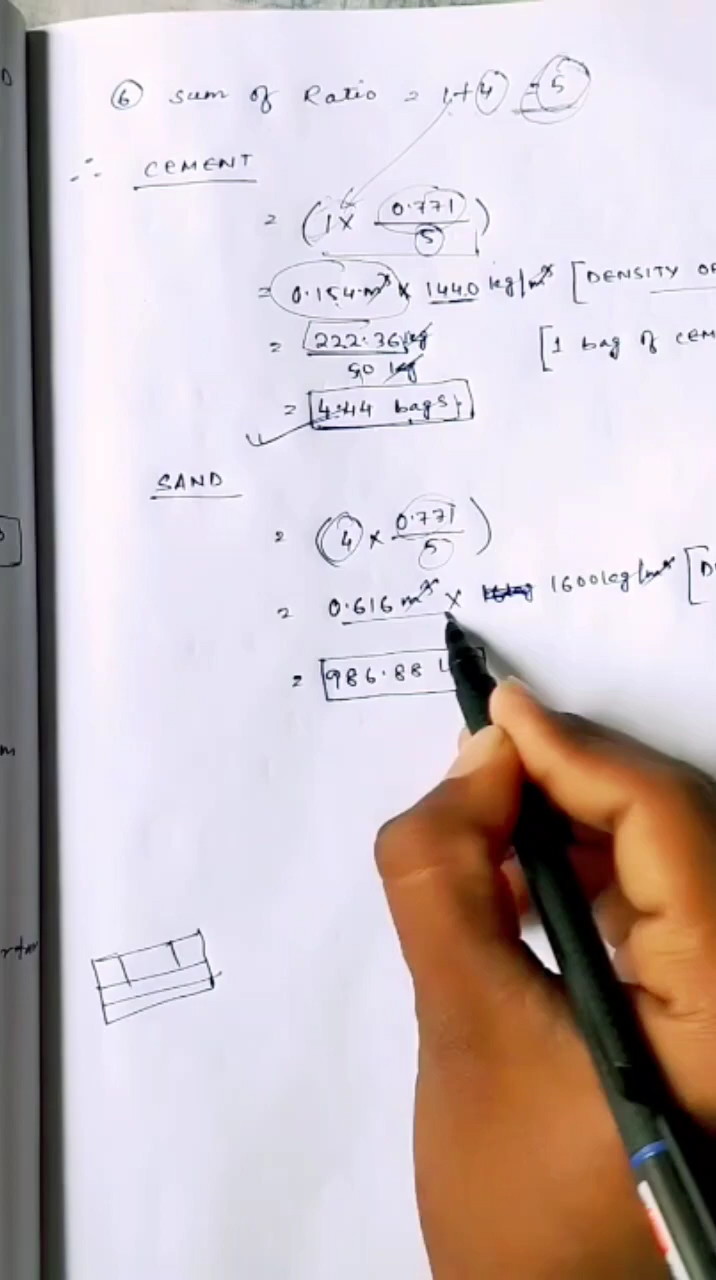 ⑥ Sum of Ratio = 1+4 = 5
∴ CEMENT
= (1 × 0.771/5)
= 0.154 m³ × 1440 kg/m³ [DENSITY OF
= 222.36 kg / 50 kg [1 bag of CEM
= 4.44 bags
SAND
= (4 × 0.771/5)
= 0.616 m³ × 1600 kg/m³ [D
= 986.88